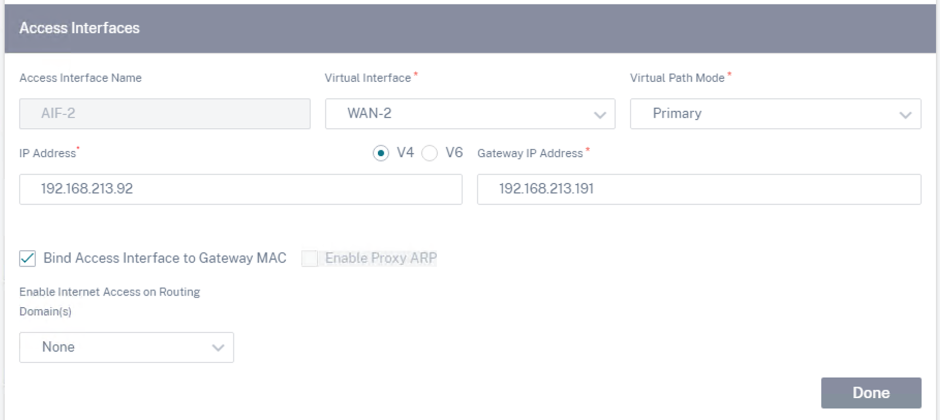 Access Interfaces
Access Interface Name
Virtual Interface *
Virtual Path Mode *
AIF-2
WAN-2
Primary
IP Address*
V4
V6
Gateway IP Address *
192.168.213.92
192.168.213.191
Bind Access Interface to Gateway MAC
Enable Proxy ARP
Enable Internet Access on Routing
Domain(s)
None
Done